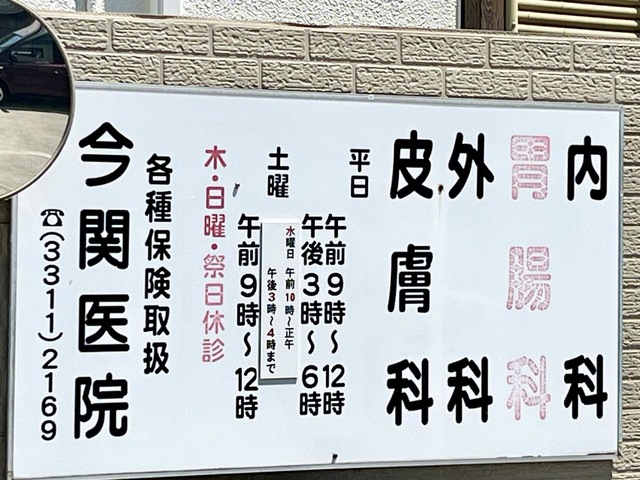 内科
胃腸科
外科
皮膚科
平日
午前9時〜12時
午後3時〜6時
水曜日 午前10時〜正午
午後3時〜4時まで
土曜
午前9時〜12時
木・日曜・祭日休診
各種保険取扱
今関医院
☎(3311)2169